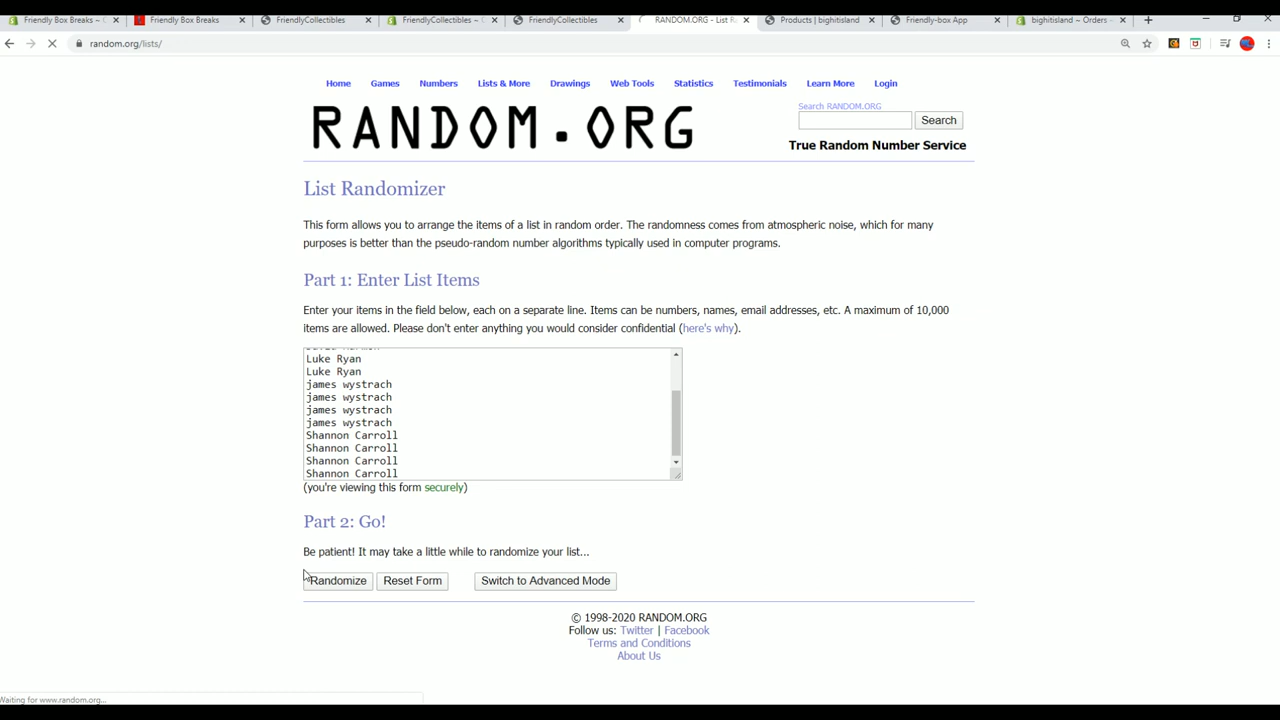 Friendly Box Breaks ~ 
Friendly Box Breaks
FriendlyCollectibles
FriendlyCollectibles ~ 
FriendlyCollectibles
RANDOM.ORG - List R
Products | bighitisland
Friendly-box App
bighitisland ~ Orders
random.org/lists/
Home Games Numbers Lists & More Drawings Web Tools Statistics Testimonials Learn More Login
RANDOM.ORG
Search RANDOM.ORG
Search
True Random Number Service
List Randomizer
This form allows you to arrange the items of a list in random order. The randomness comes from atmospheric noise, which for many
purposes is better than the pseudo-random number algorithms typically used in computer programs.
Part 1: Enter List Items
Enter your items in the field below, each on a separate line. Items can be numbers, names, email addresses, etc. A maximum of 10,000
items are allowed. Please don't enter anything you would consider confidential (here's why).
Luke Ryan
Luke Ryan
james wystrach
james wystrach
james wystrach
james wystrach
Shannon Carroll
Shannon Carroll
Shannon Carroll
Shannon Carroll
(you're viewing this form securely)
Part 2: Go!
Be patient! It may take a little while to randomize your list...
Randomize Reset Form Switch to Advanced Mode
© 1998-2020 RANDOM.ORG
Follow us: Twitter | Facebook
Terms and Conditions
About Us
Waiting for www.random.org...